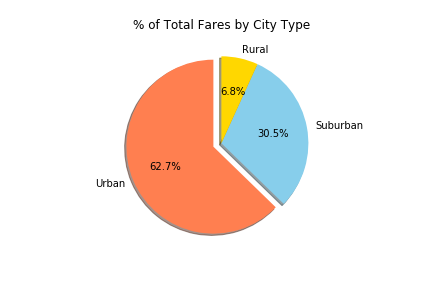 % of Total Fares by City Type
Rural
6.8%
Suburban
30.5%
62.7%
Urban